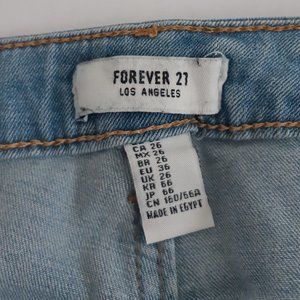 FOREVER 21
LOS ANGELES
CA 26
MX 26
BR 26
EU 36
UK 26
KR 66
JP 66
CN 160/66A
MADE IN EGYPT